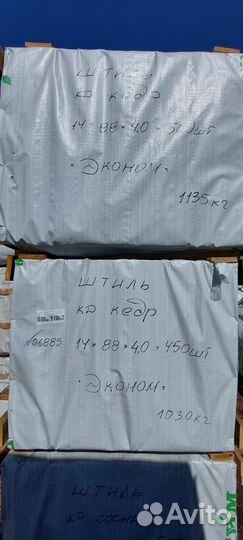 ШТИЛЬ
КД КЕДР
14×88×4,0 = 500шт
"ЭКОНОМ"
1135кг
ШТИЛЬ
КД КЕДР
№06885
14×88×4,0 = 450шт
"ЭКОНОМ"
1030кг
ШТИЛЬ
КД СОСНА
Avito